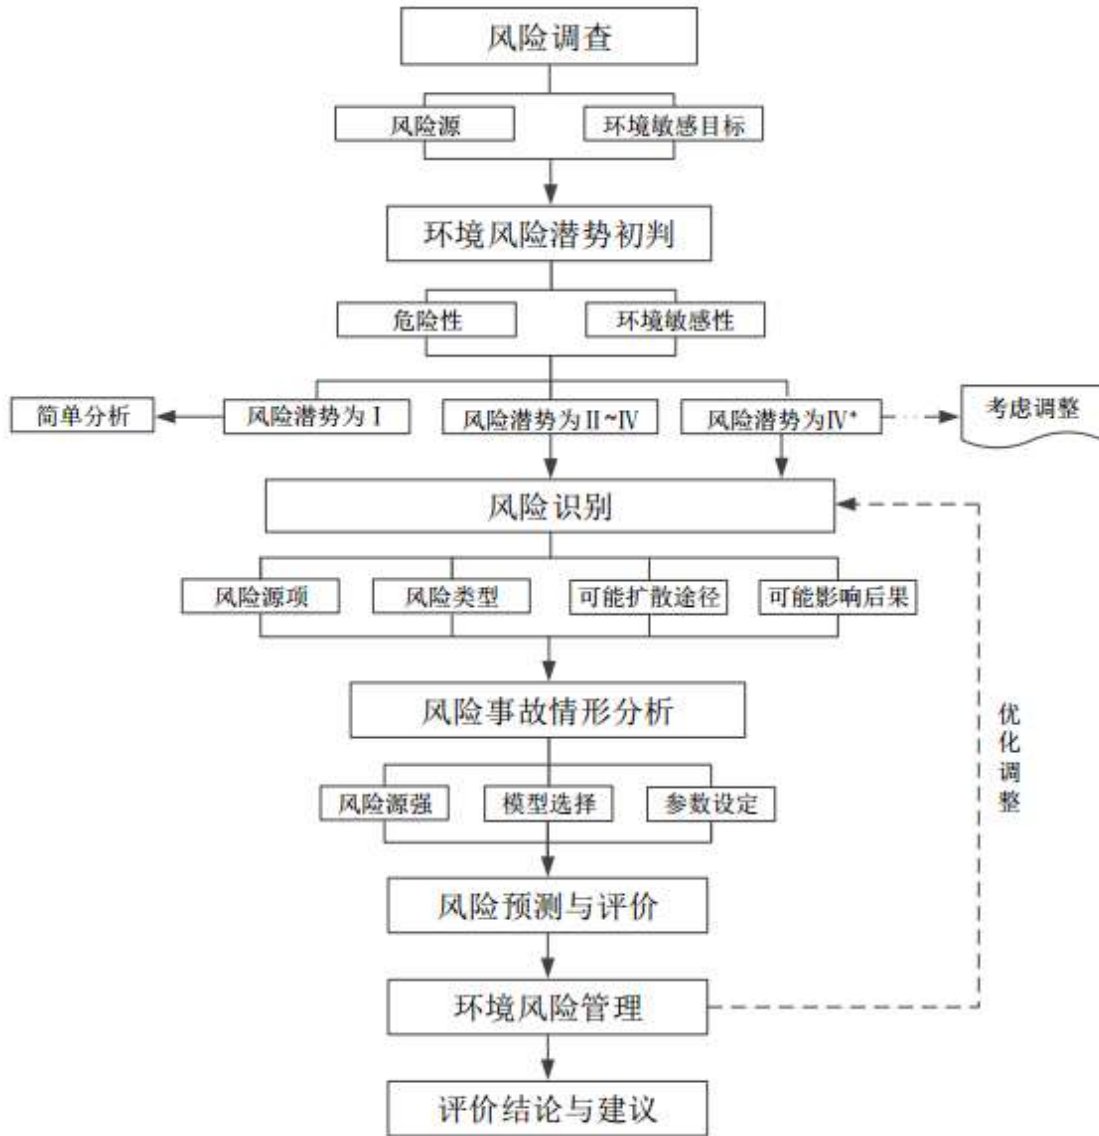 风险调查
风险源
环境敏感目标
环境风险潜势初判
危险性
环境敏感性
简单分析
风险潜势为Ⅰ
风险潜势为Ⅱ~Ⅳ
风险潜势为Ⅳ+
考虑调整
风险识别
风险源项
风险类型
可能扩散途径
可能影响后果
风险事故情形分析
优化调整
风险源强
模型选择
参数设定
风险预测与评价
环境风险管理
评价结论与建议